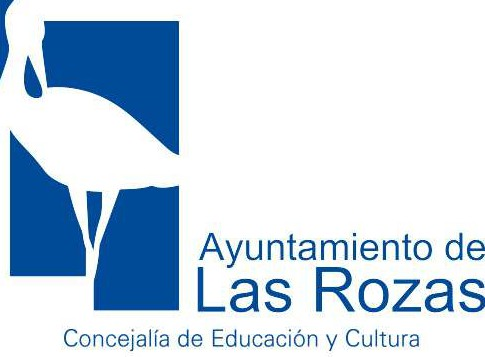 Ayuntamiento de
Las Rozas
Concejalía de Educación y Cultura